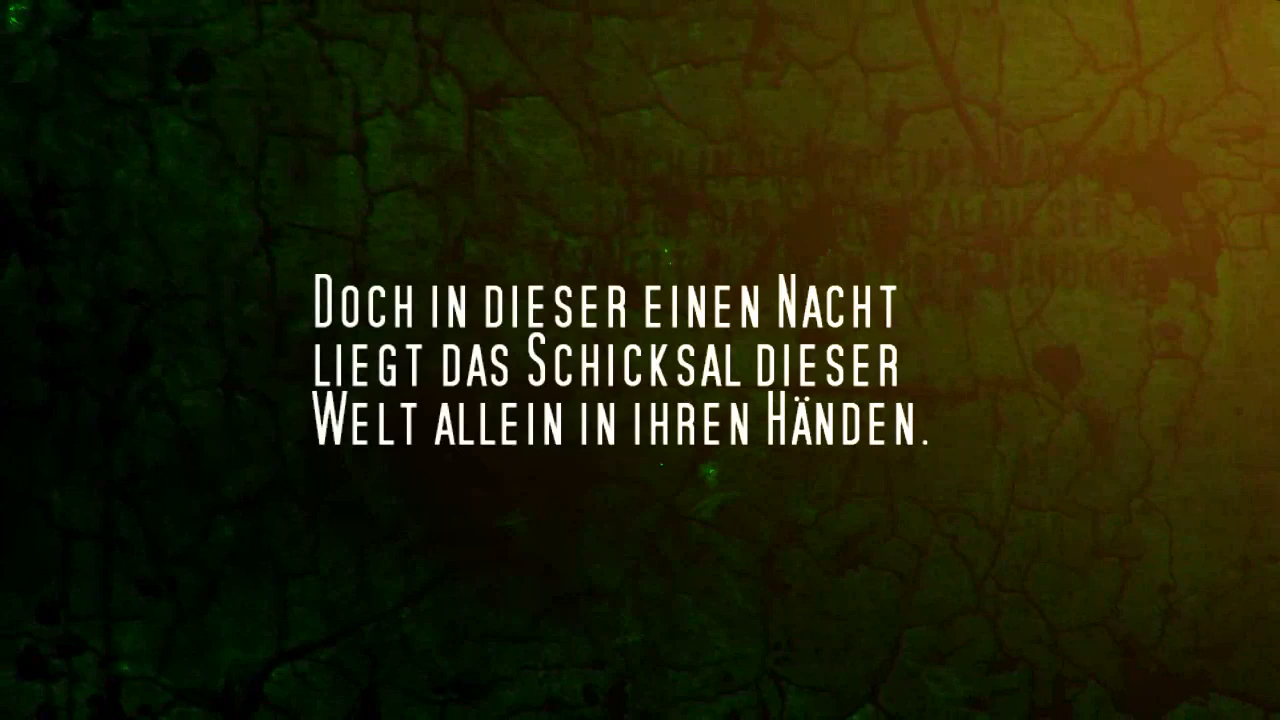 Doch in dieser einen Nacht
liegt das Schicksal dieser
Welt allein in ihren Händen.